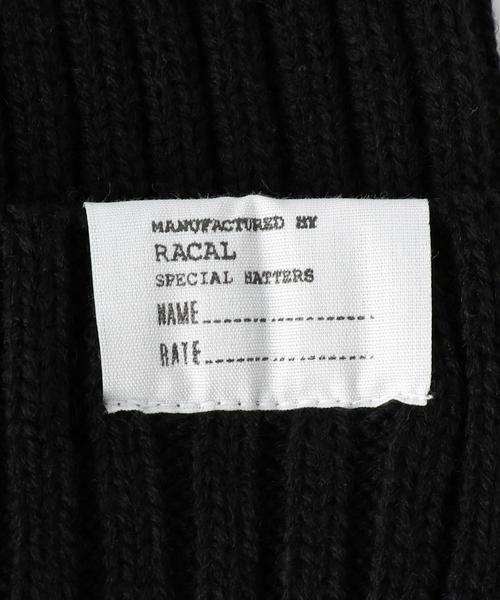 MANUFACTURED BY
RACAL
SPECIAL HATTERS
NAME
RATE